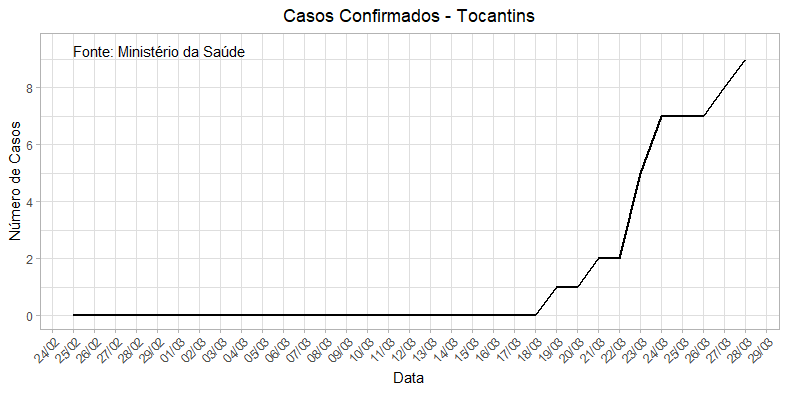 Casos Confirmados - Tocantins
Fonte: Ministério da Saúde
Número de Casos
8
6
4
2
0
24/02 25/02 26/02 27/02 28/02 29/02 01/03 02/03 03/03 04/03 05/03 06/03 07/03 08/03 09/03 10/03 11/03 12/03 13/03 14/03 15/03 16/03 17/03 18/03 19/03 20/03 21/03 22/03 23/03 24/03 25/03 26/03 27/03 28/03 29/03
Data